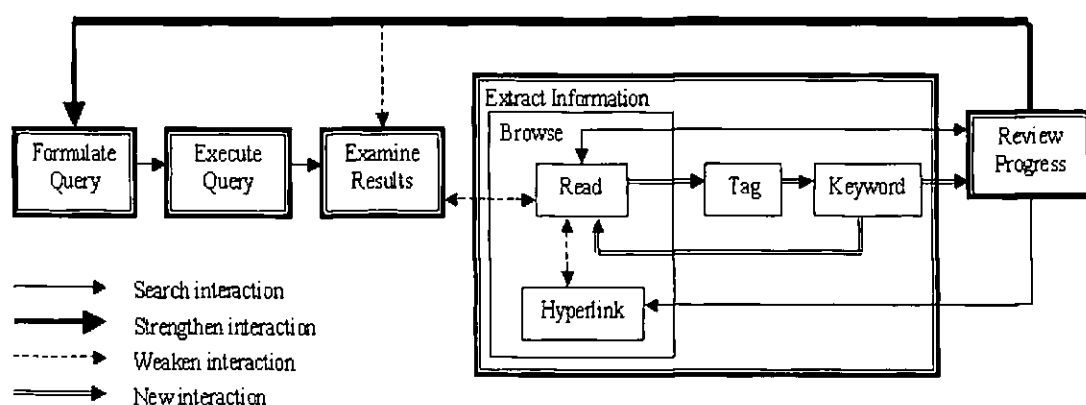 Extract Information
Browse
Formulate
Query
Execute
Query
Examine
Results
Read
Tag
Keyword
Review
Progress
Hyperlink
Search interaction
Strengthen interaction
Weaken interaction
New interaction